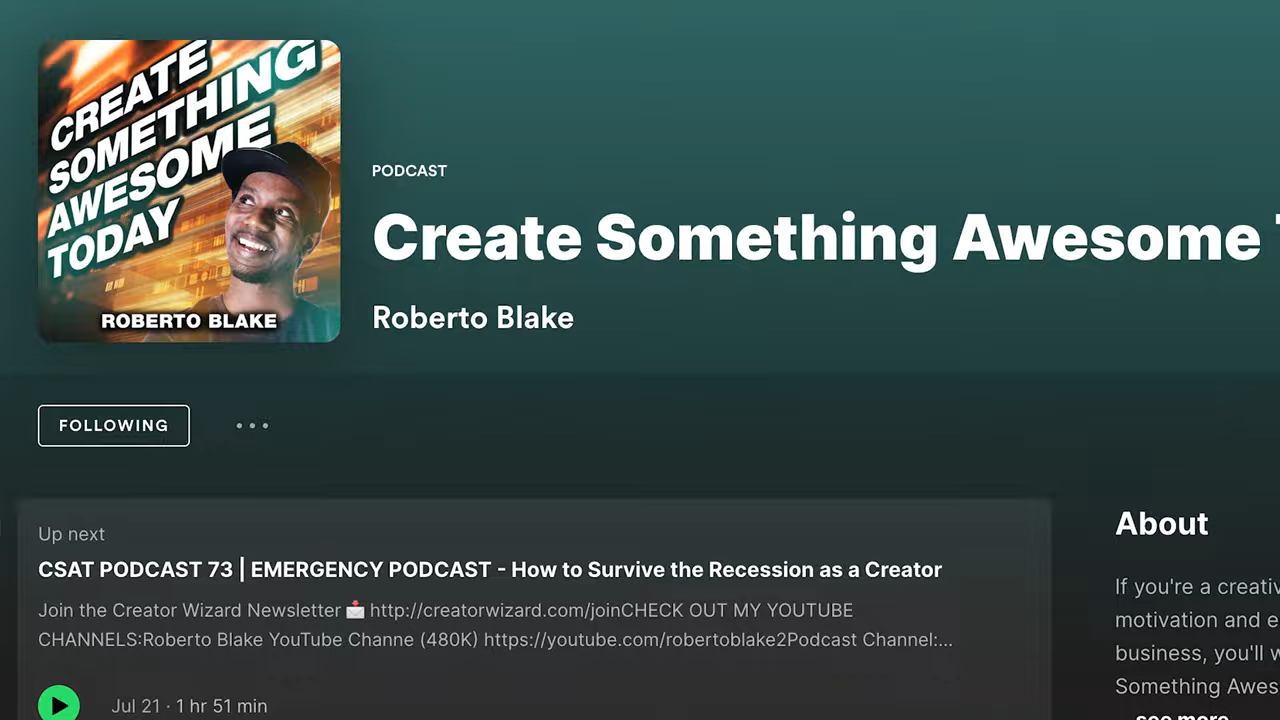 CREATE
SOMETHING
AWESOME
TODAY
ROBERTO BLAKE
PODCAST
Create Something Awesome
Roberto Blake
FOLLOWING
Up next
CSAT PODCAST 73 | EMERGENCY PODCAST - How to Survive the Recession as a Creator
Join the Creator Wizard Newsletter 📩 http://creatorwizard.com/joinCHECK OUT MY YOUTUBE
CHANNELS:Roberto Blake YouTube Channe (480K) https://youtube.com/robertoblake2Podcast Channel:...
Jul 21 · 1 hr 51 min
About
If you're a creativ
motivation and e
business, you'll w
Something Awes
see more